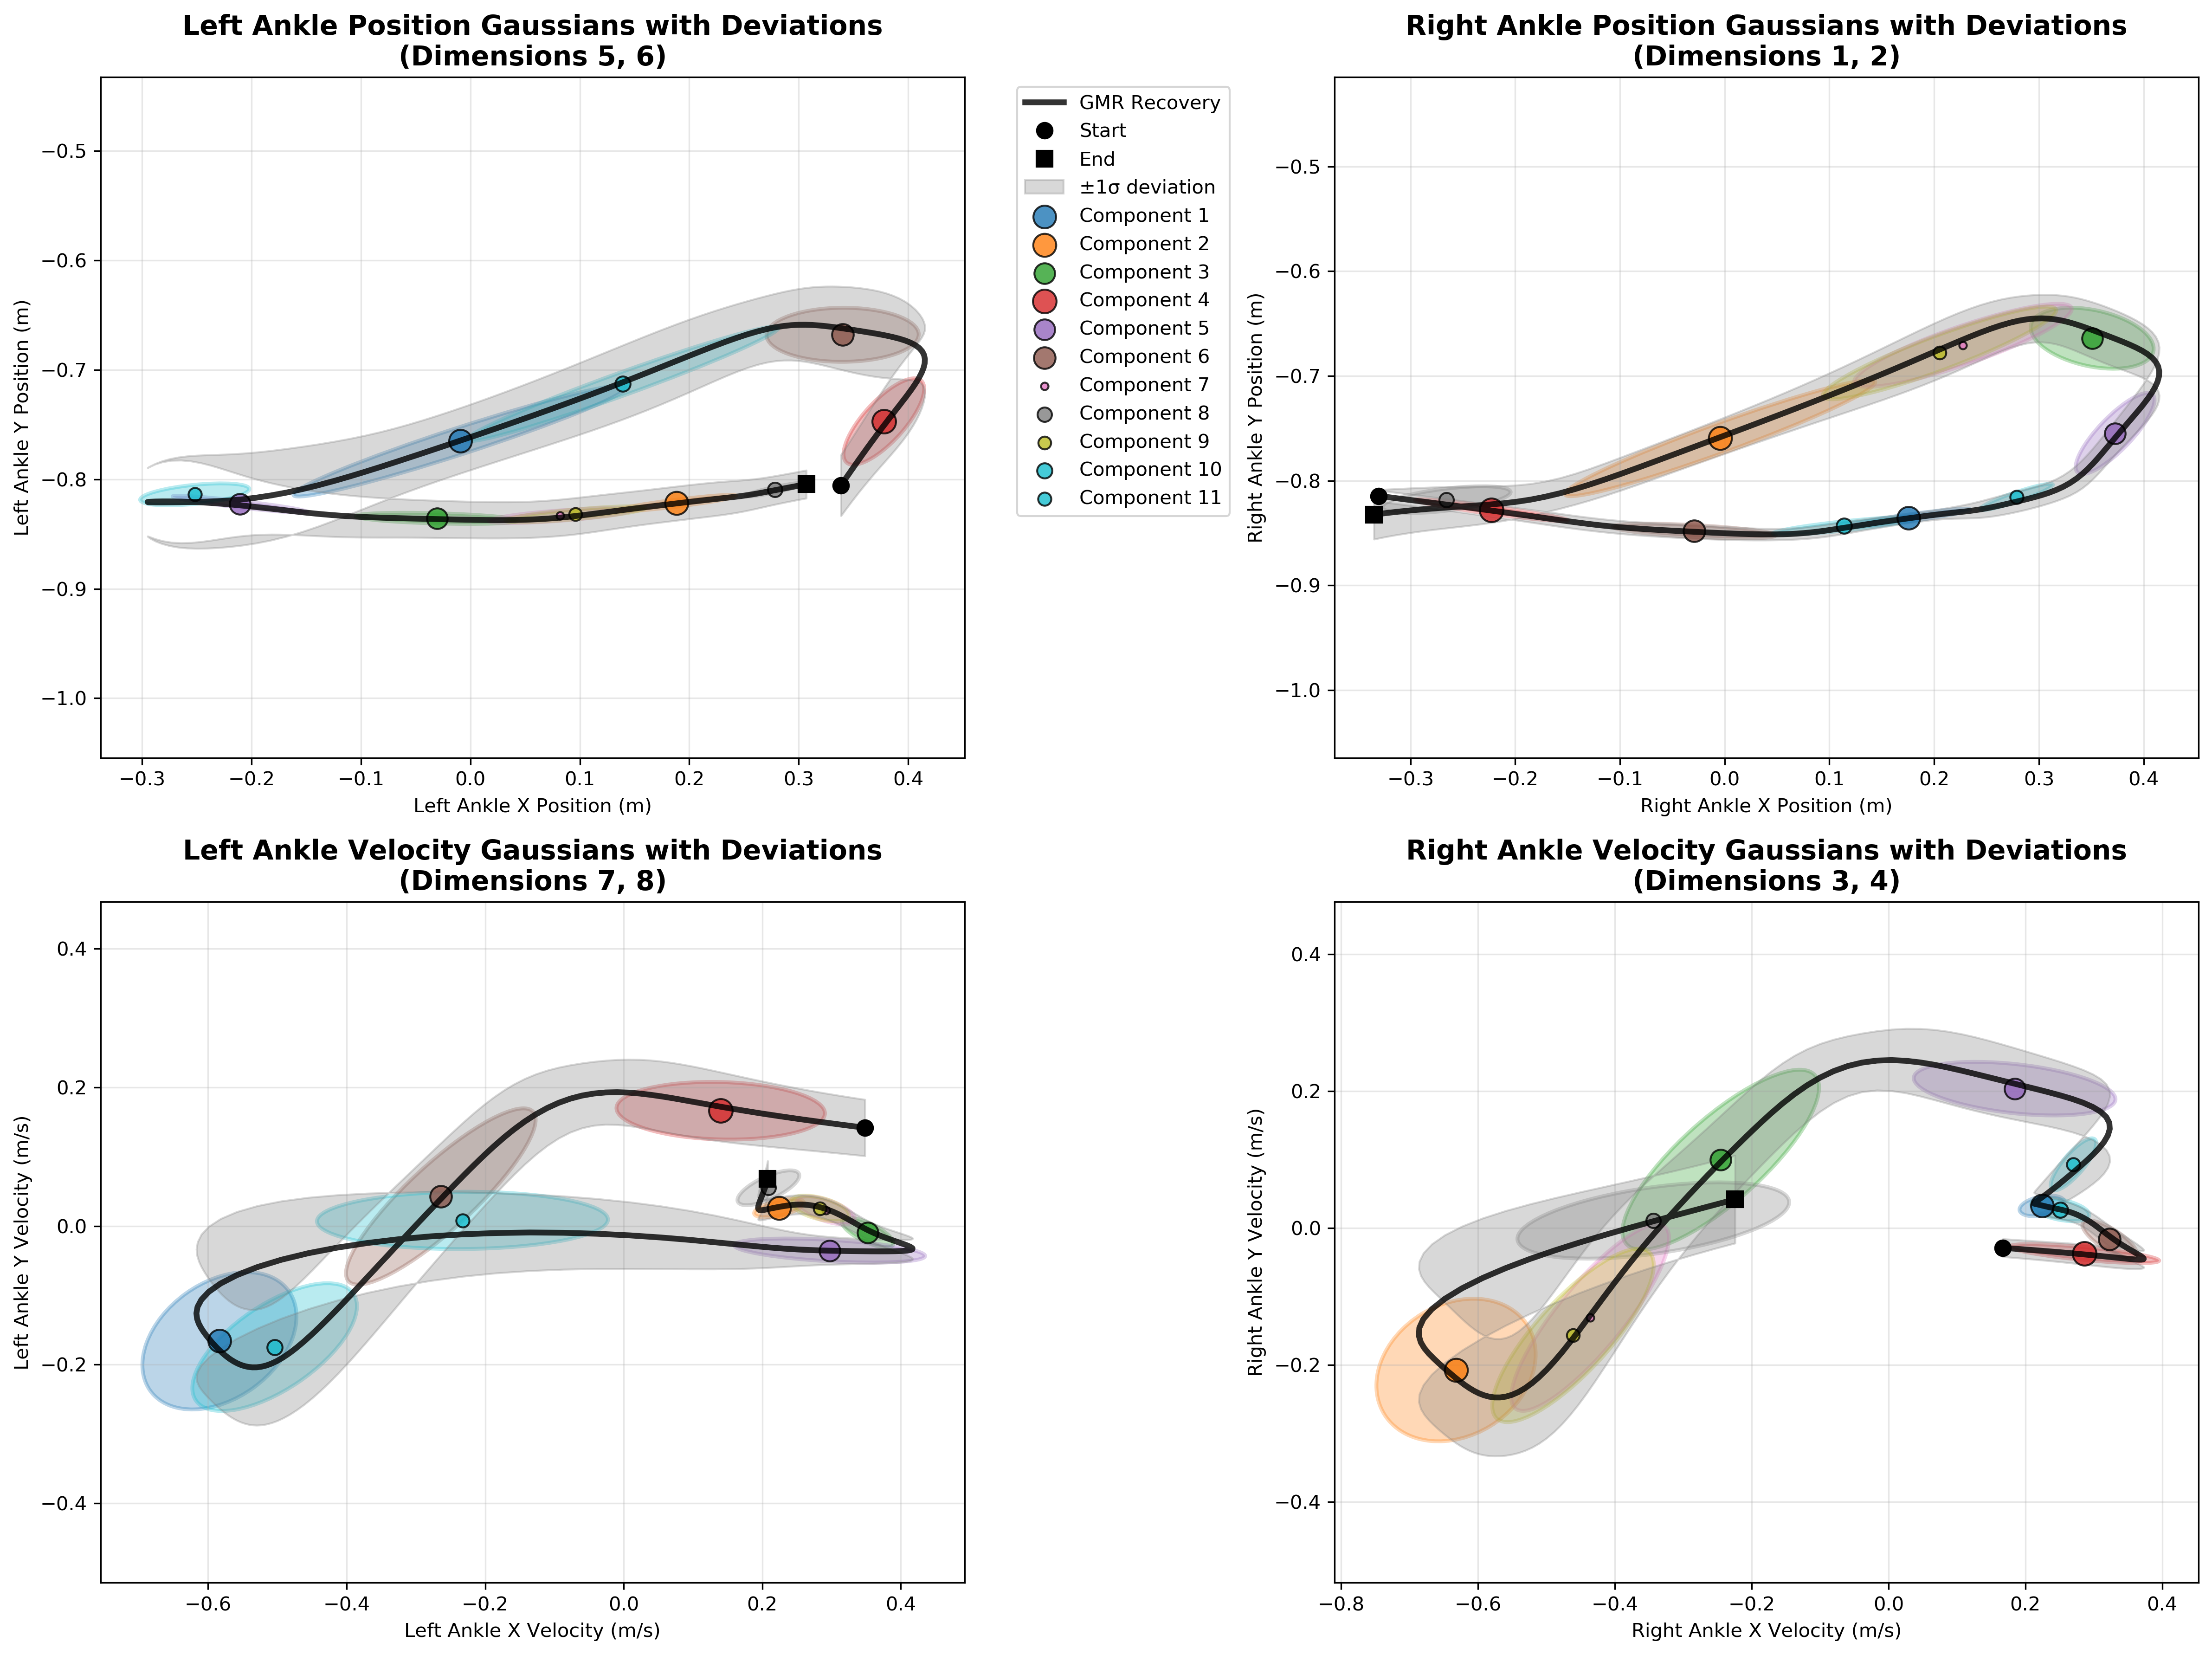 Left Ankle Position Gaussians with Deviations
(Dimensions 5, 6)
−0.5
−0.6
−0.7
−0.8
−0.9
−1.0
Left Ankle Y Position (m)
−0.3 −0.2 −0.1 0.0 0.1 0.2 0.3 0.4
Left Ankle X Position (m)
GMR Recovery
Start
End
±1σ deviation
Component 1
Component 2
Component 3
Component 4
Component 5
Component 6
Component 7
Component 8
Component 9
Component 10
Component 11
Right Ankle Position Gaussians with Deviations
(Dimensions 1, 2)
−0.5
−0.6
−0.7
−0.8
−0.9
−1.0
Right Ankle Y Position (m)
−0.3 −0.2 −0.1 0.0 0.1 0.2 0.3 0.4
Right Ankle X Position (m)
Left Ankle Velocity Gaussians with Deviations
(Dimensions 7, 8)
0.4
0.2
0.0
−0.2
−0.4
Left Ankle Y Velocity (m/s)
−0.6 −0.4 −0.2 0.0 0.2 0.4
Left Ankle X Velocity (m/s)
Right Ankle Velocity Gaussians with Deviations
(Dimensions 3, 4)
0.4
0.2
0.0
−0.2
−0.4
Right Ankle Y Velocity (m/s)
−0.8 −0.6 −0.4 −0.2 0.0 0.2 0.4
Right Ankle X Velocity (m/s)